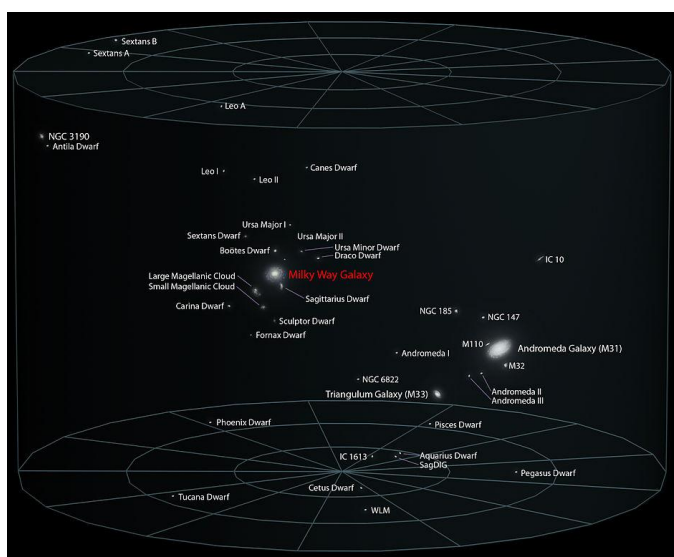 Sextans B
Sextans A
Leo A
NGC 3190
Antila Dwarf
Leo I
Leo II
Canes Dwarf
Ursa Major I
Ursa Major II
Sextans Dwarf
Boötes Dwarf
Ursa Minor Dwarf
Draco Dwarf
IC 10
Milky Way Galaxy
Large Magellanic Cloud
Small Magellanic Cloud
Sagittarius Dwarf
Carina Dwarf
Sculptor Dwarf
Fornax Dwarf
NGC 185
NGC 147
M110
Andromeda Galaxy (M31)
Andromeda I
M32
NGC 6822
Andromeda II
Andromeda III
Triangulum Galaxy (M33)
Phoenix Dwarf
Pisces Dwarf
IC 1613
Aquarius Dwarf
SagDIG
Pegasus Dwarf
Cetus Dwarf
Tucana Dwarf
WLM